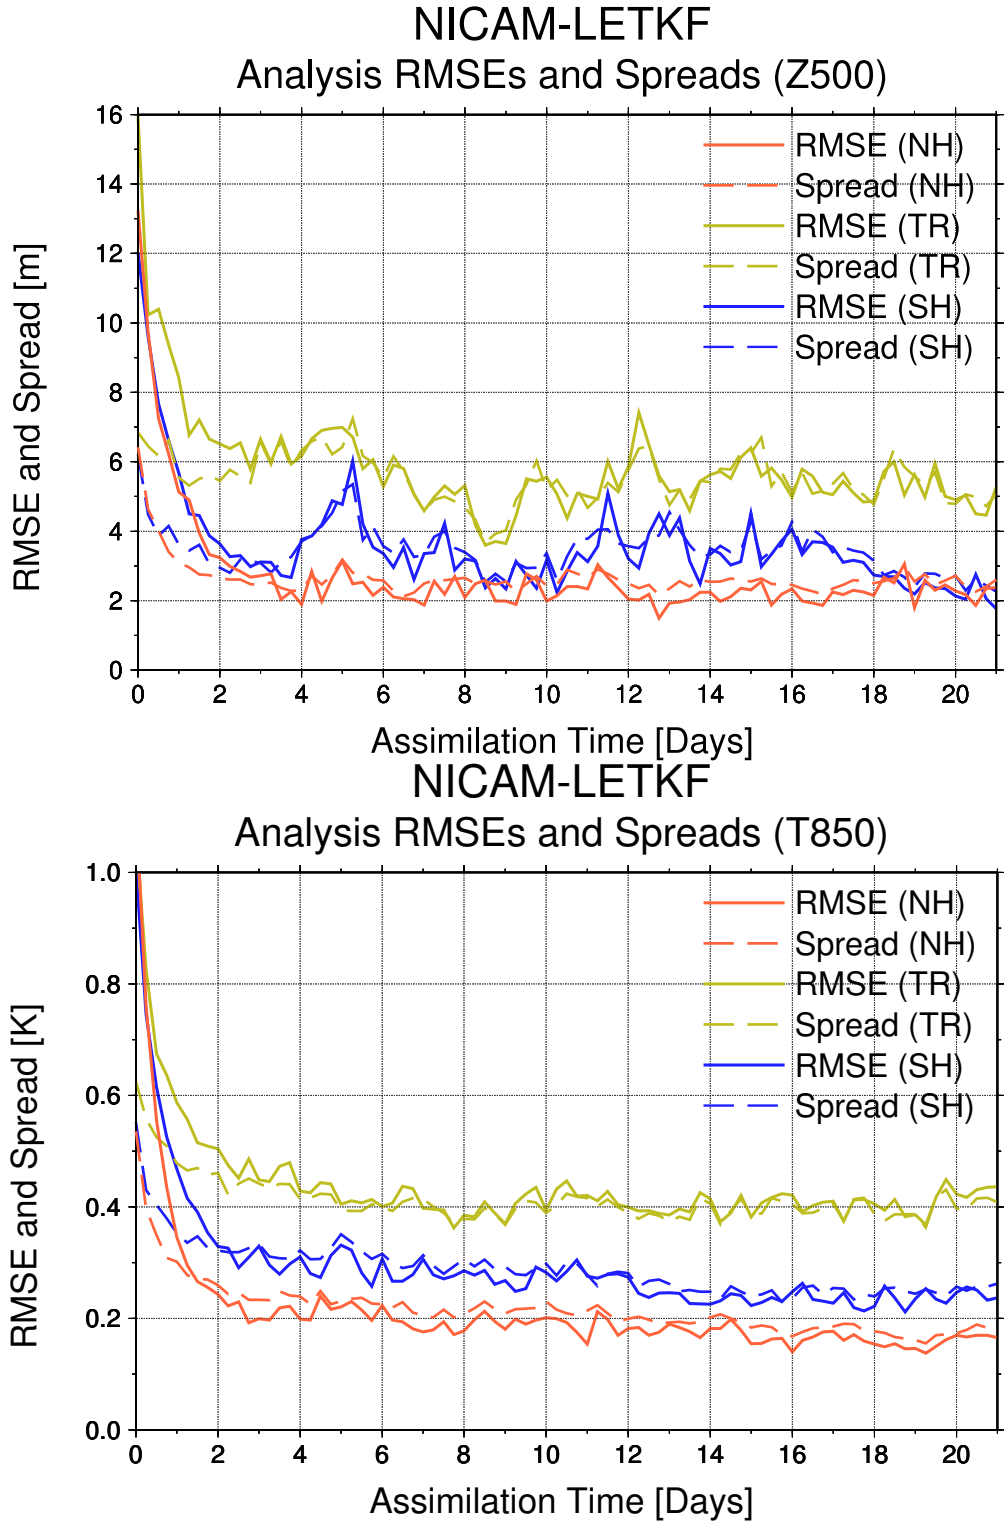 NICAM-LETKF
Analysis RMSEs and Spreads (Z500)
RMSE and Spread [m]
16
14
12
10
8
6
4
2
0
RMSE (NH)
Spread (NH)
RMSE (TR)
Spread (TR)
RMSE (SH)
Spread (SH)
0 2 4 6 8 10 12 14 16 18 20
Assimilation Time [Days]
NICAM-LETKF
Analysis RMSEs and Spreads (T850)
RMSE and Spread [K]
1.0
0.8
0.6
0.4
0.2
0.0
RMSE (NH)
Spread (NH)
RMSE (TR)
Spread (TR)
RMSE (SH)
Spread (SH)
0 2 4 6 8 10 12 14 16 18 20
Assimilation Time [Days]